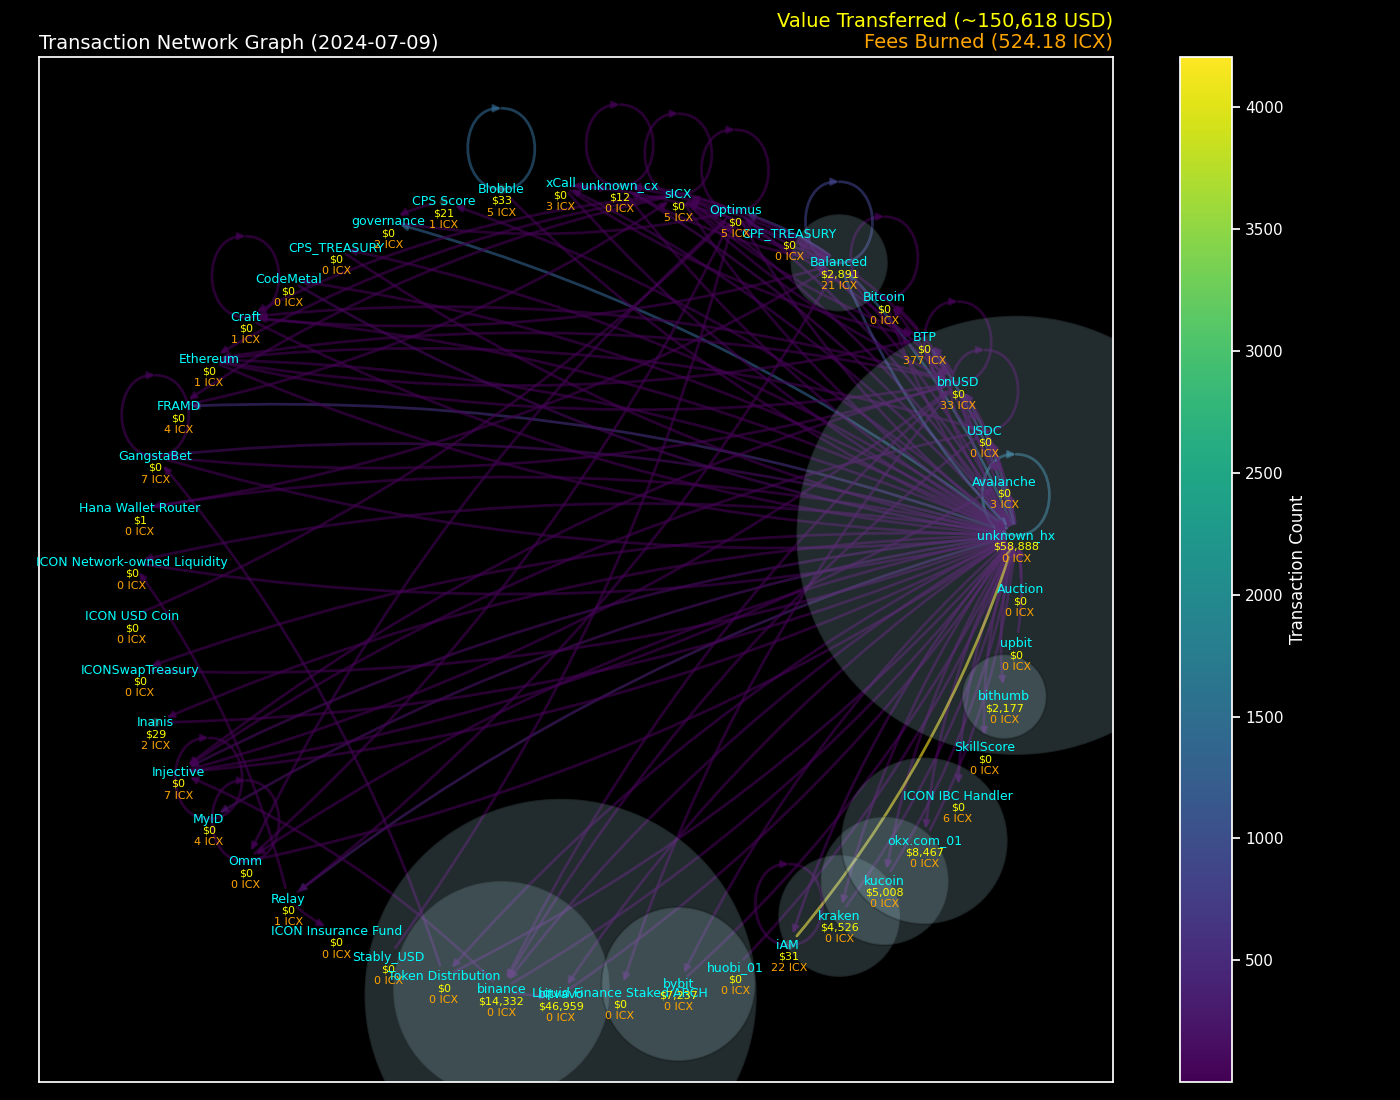 Value Transferred (~150,618 USD)
Transaction Network Graph (2024-07-09)
Fees Burned (524.18 ICX)
Blobble
$33
5 ICX
xCall
$0
3 ICX
unknown_cx
$12
0 ICX
sICX
$0
5 ICX
Optimus
$0
5 ICX
CPF_TREASURY
$0
0 ICX
Balanced
$2,891
21 ICX
Bitcoin
$0
0 ICX
BTP
$0
377 ICX
bnUSD
$0
33 ICX
USDC
$0
0 ICX
Avalanche
$0
3 ICX
unknown_hx
$58,888
0 ICX
Auction
$0
0 ICX
upbit
$0
0 ICX
bithumb
$2,177
0 ICX
SkillScore
$0
0 ICX
ICON IBC Handler
$0
6 ICX
okx.com_01
$8,467
0 ICX
kucoin
$5,008
0 ICX
kraken
$4,526
0 ICX
iAM
$31
22 ICX
huobi_01
$0
0 ICX
bybit
$7,237
0 ICX
Finance Staked
$0
0 ICX
$46,959
0 ICX
binance
$14,332
0 ICX
Token Distribution
$0
0 ICX
Stably_USD
$0
0 ICX
ICON Insurance Fund
$0
0 ICX
Relay
$0
1 ICX
Omm
$0
0 ICX
MyID
$0
4 ICX
Injective
$0
7 ICX
Inanis
$29
2 ICX
ICONSwapTreasury
$0
0 ICX
ICON USD Coin
$0
0 ICX
ICON Network-owned Liquidity
$0
0 ICX
Hana Wallet Router
$1
0 ICX
GangstaBet
$0
7 ICX
FRAMD
$0
4 ICX
Ethereum
$0
1 ICX
Craft
$0
1 ICX
CodeMetal
$0
0 ICX
CPS_TREASURY
$0
0 ICX
governance
$0
ICX
CPS Score
$21
1 ICX
4000
3500
3000
2500
2000
1500
1000
500
Transaction Count